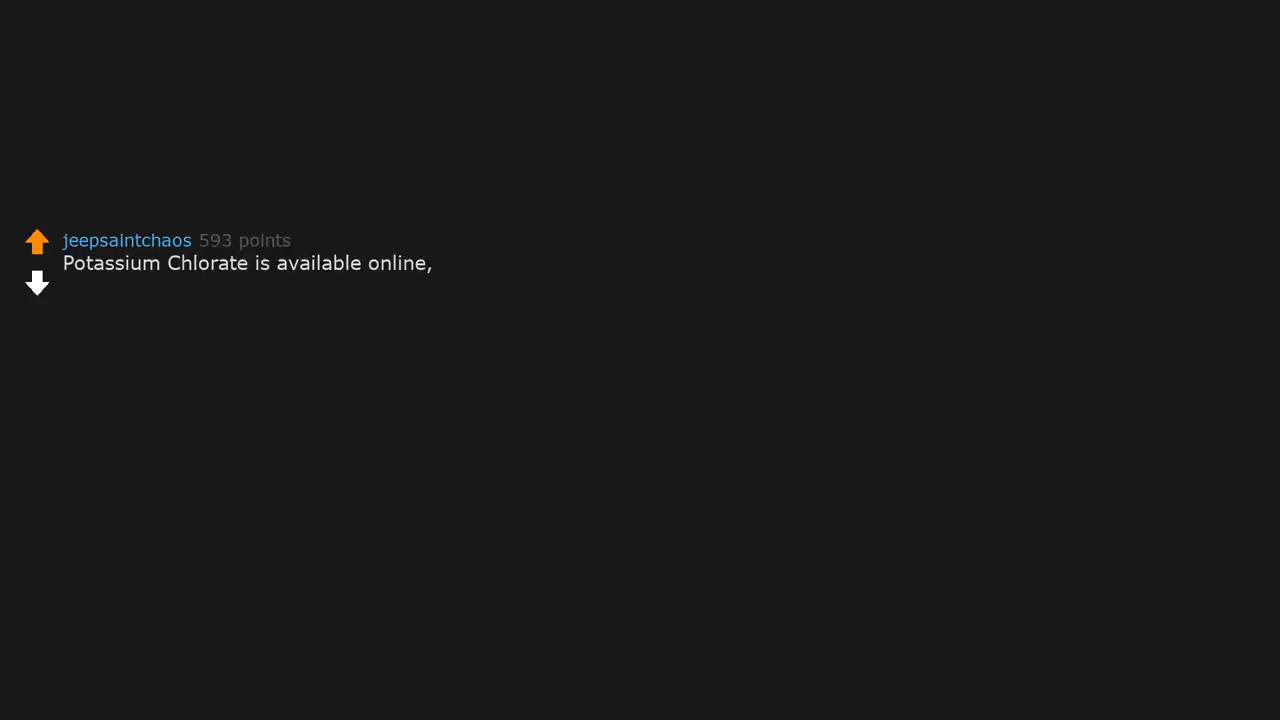 jeepsaintchaos 593 points
Potassium Chlorate is available online,